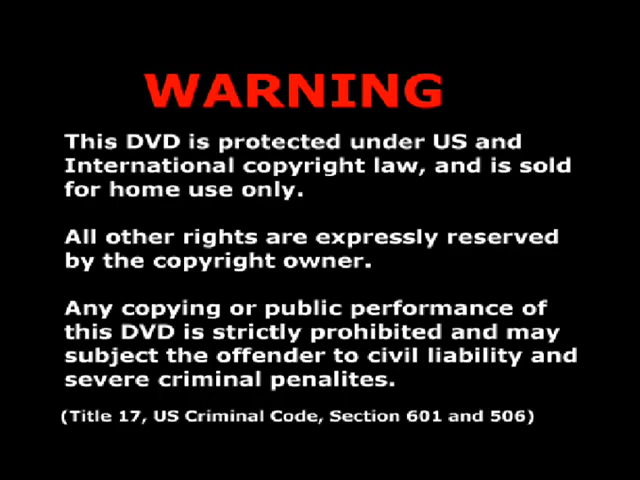 WARNING
This DVD is protected under US and
International copyright law, and is sold
for home use only.
All other rights are expressly reserved
by the copyright owner.
Any copying or public performance of
this DVD is strictly prohibited and may
subject the offender to civil liability and
severe criminal penalites.
(Title 17, US Criminal Code, Section 601 and 506)